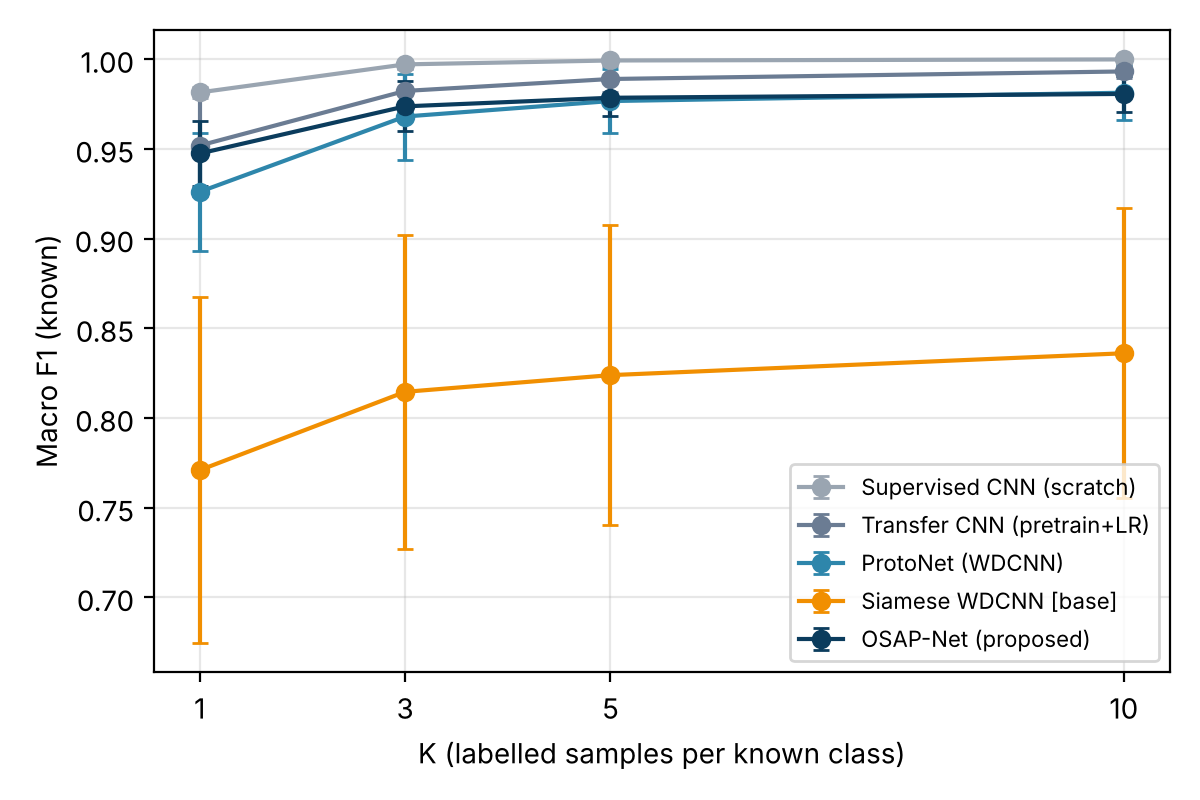 1.00
0.95
0.90
0.85
0.80
0.75
0.70
Macro F1 (known)
Supervised CNN (scratch)
Transfer CNN (pretrain+LR)
ProtoNet (WDCNN)
Siamese WDCNN [base]
OSAP-Net (proposed)
1 3 5 10
K (labelled samples per known class)